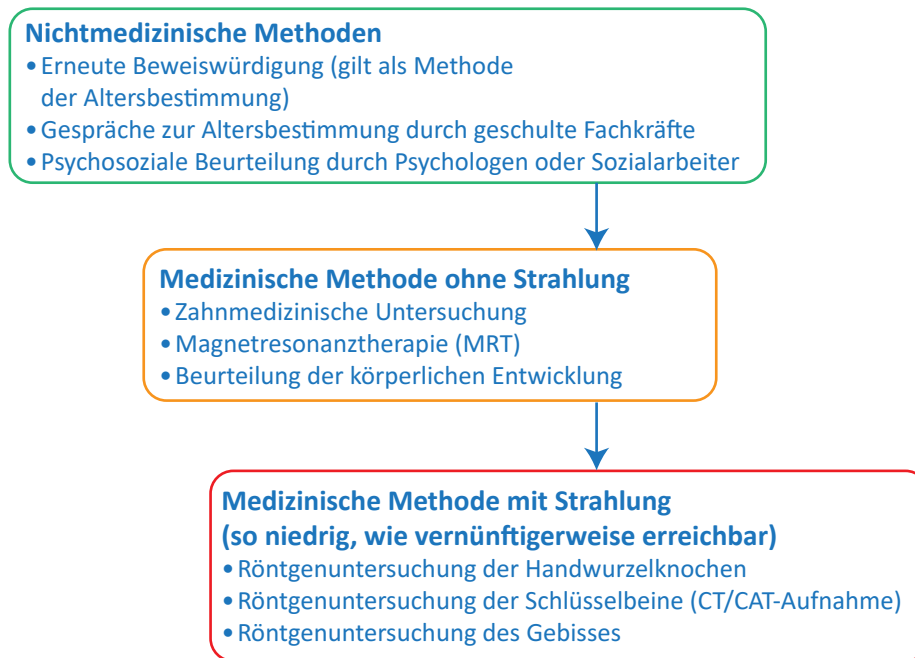 Nichtmedizinische Methoden
• Erneute Beweiswürdigung (gilt als Methode
der Altersbestimmung)
• Gespräche zur Altersbestimmung durch geschulte Fachkräfte
• Psychosoziale Beurteilung durch Psychologen oder Sozialarbeiter
Medizinische Methode ohne Strahlung
• Zahnmedizinische Untersuchung
• Magnetresonanztherapie (MRT)
• Beurteilung der körperlichen Entwicklung
Medizinische Methode mit Strahlung
(so niedrig, wie vernünftigerweise erreichbar)
• Röntgenuntersuchung der Handwurzelknochen
• Röntgenuntersuchung der Schlüsselbeine (CT/CAT-Aufnahme)
• Röntgenuntersuchung des Gebisses